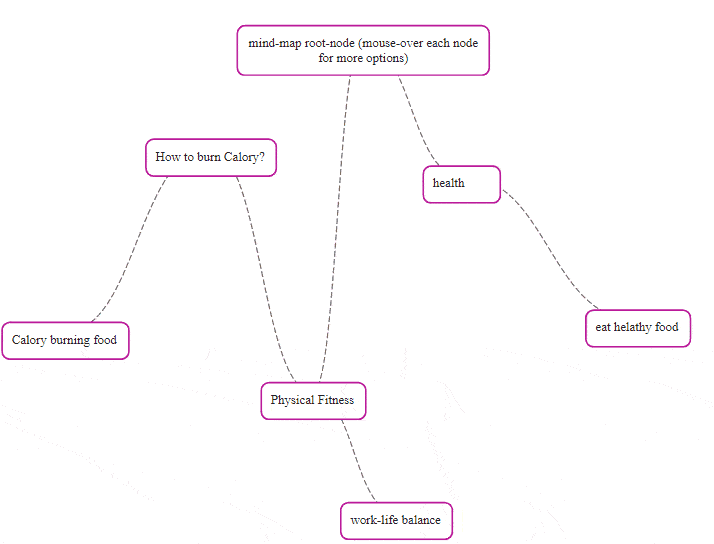 mind-map root-node (mouse-over each node
for more options)
How to burn Calory?
health
Calory burning food
eat helathy food
Physical Fitness
work-life balance